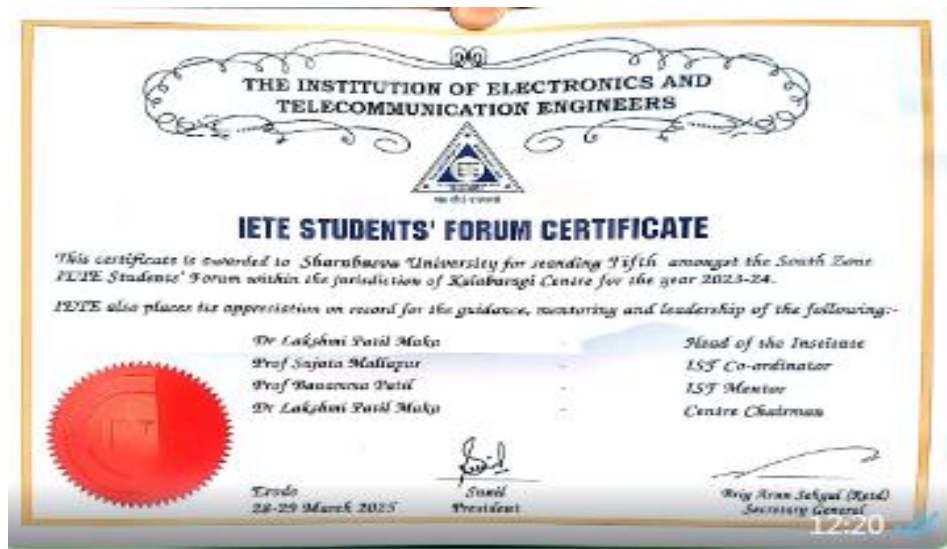 THE INSTITUTION OF ELECTRONICS AND
TELECOMMUNICATION ENGINEERS
IETE STUDENTS' FORUM CERTIFICATE
This certificate is awarded to Sharnbasva University for standing Fifth amongst the South Zone
IETE Students' Forum within the jurisdiction of Kalaburagi Centre for the year 2023-24.
IETE also places its appreciation on record for the guidance, mentoring and leadership of the following:-
Dr Lakshmi Patil Maka - Head of the Institute
Prof Sujata Mallapur - ISF Co-ordinator
Prof Patil - ISF Mentor
Dr Lakshmi Patil Maka - Centre Chairman
Erode
28-29 March 2025
Sunil
President
Brig Arun Sehgal (Retd)
Secretary General
12:20